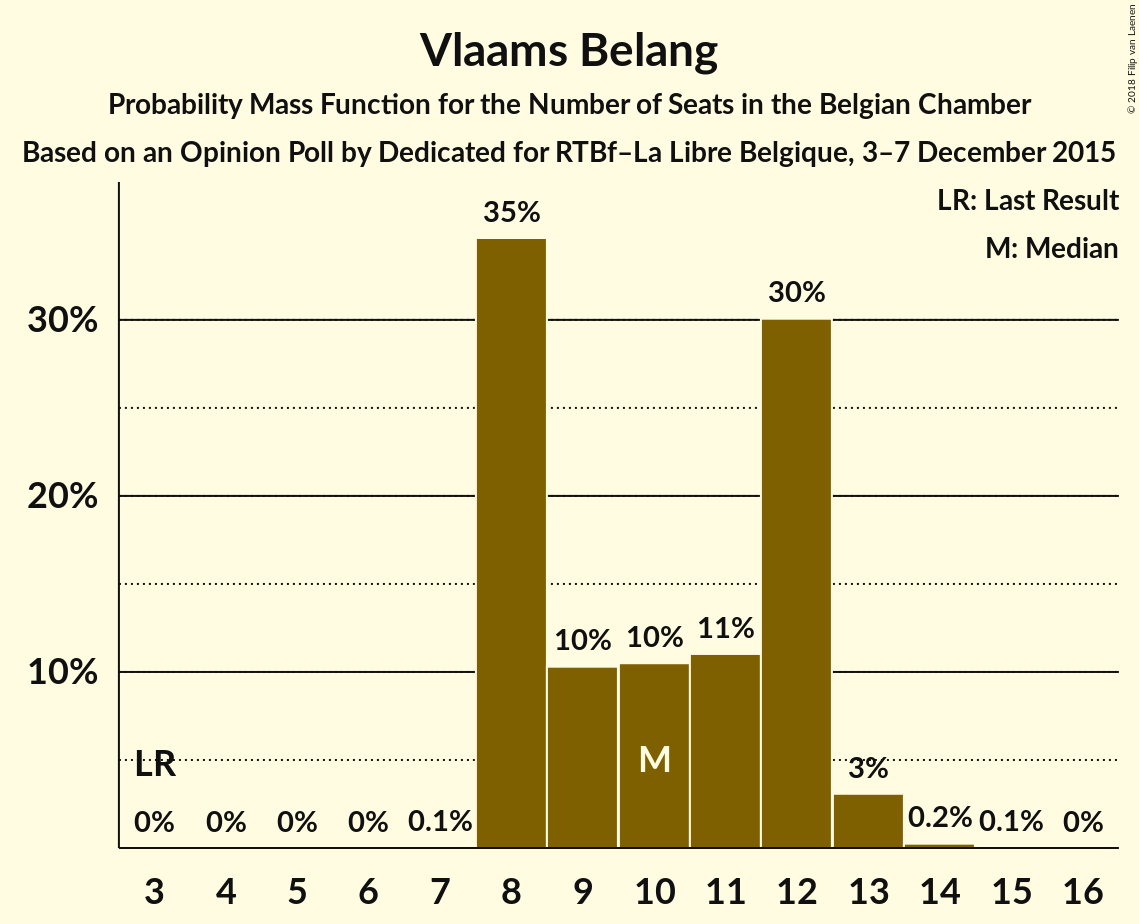 Vlaams Belang
Probability Mass Function for the Number of Seats in the Belgian Chamber
Based on an Opinion Poll by Dedicated for RTBf–La Libre Belgique, 3–7 December 2015
© 2018 Filip van Laenen
LR: Last Result
M: Median
35%
30%
30%
20%
10% 10% 11%
10%
LR
M
3%
0% 0% 0% 0% 0.1% 0.2% 0.1% 0%
3 4 5 6 7 8 9 10 11 12 13 14 15 16